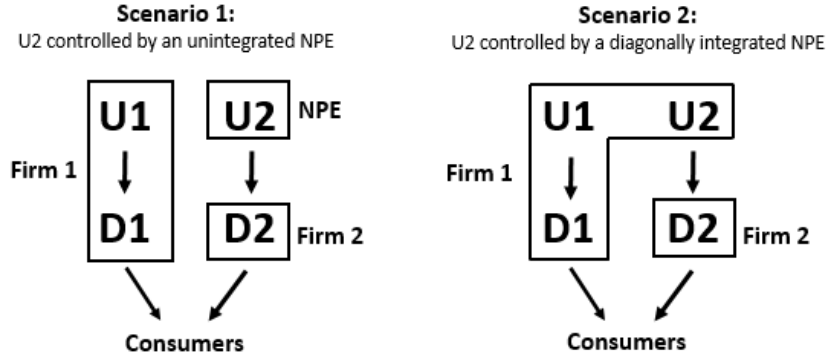 Scenario 1:
U2 controlled by an unintegrated NPE
U1
U2
NPE
Firm 1
D1
D2
Firm 2
Consumers
Scenario 2:
U2 controlled by a diagonally integrated NPE
U1
U2
Firm 1
D1
D2
Firm 2
Consumers